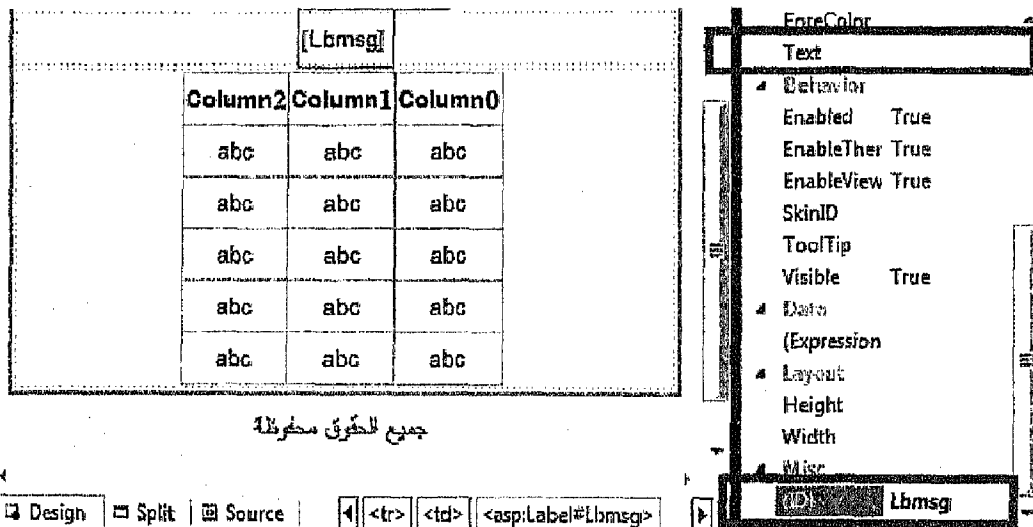 [Lbmsg]
Column2 Column1 Column0
abc abc abc
abc abc abc
abc abc abc
abc abc abc
abc abc abc
جميع الحقوق محفوظة
Design Split Source <tr> <td> <asp:Label#Lbmsg>
ForeColor
Text
Behavior
Enabled True
EnableTher True
EnableView True
SkinID
ToolTip
Visible True
Data
(Expression
Layout
Height
Width
Misc
(ID) Lbmsg